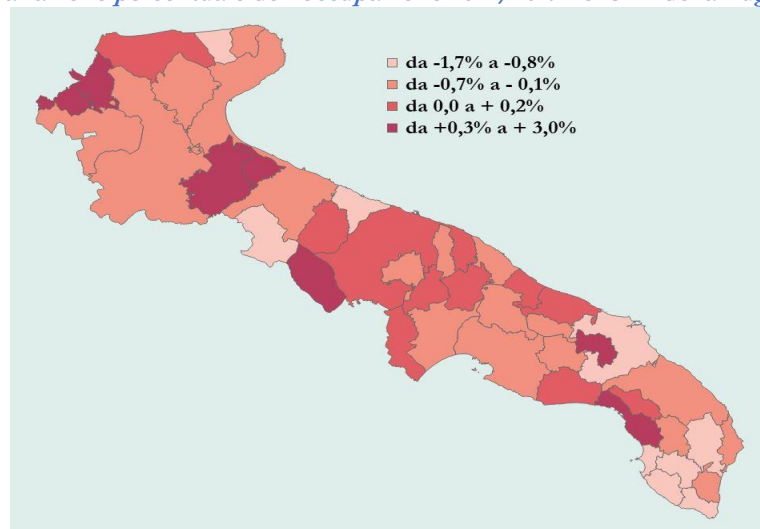 percentuale
da -1,7% a -0,8%
da -0,7% a - 0,1%
da 0,0 a + 0,2%
da +0,3% a + 3,0%